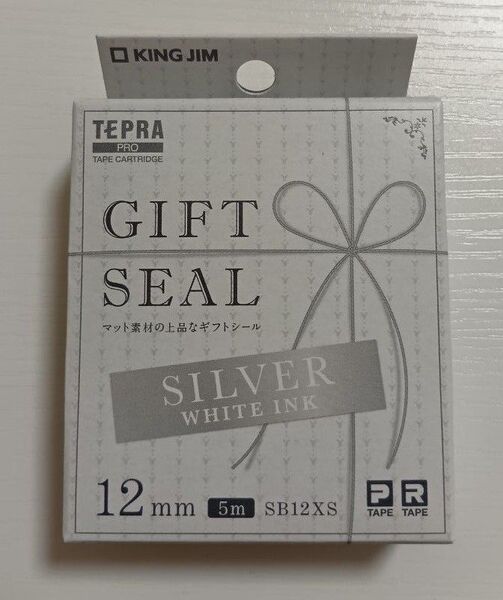 KING JIM
TEPRA
PRO
TAPE CARTRIDGE
GIFT
SEAL
マット素材の上品なギフトシール
SILVER
WHITE INK
12mm 5m SB12XS
P TAPE R TAPE